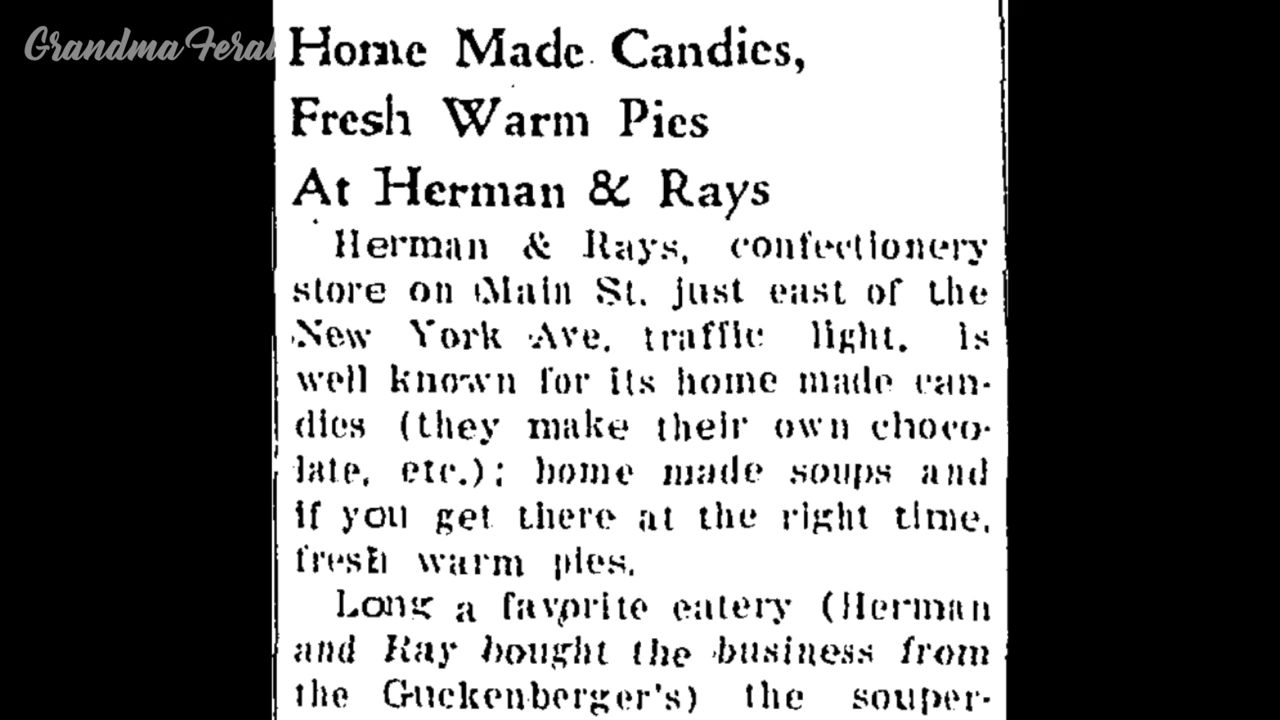 Grandma Feral
Home Made Candies,
Fresh Warm Pies
At Herman & Rays
Herman & Rays, confectionery
store on Main St. just east of the
New York Ave. traffic light, is
well known for its home made can-
dies (they make their own choco-
late, etc.); home made soups and
if you get there at the right time,
fresh warm pies.
Long a favorite eatery (Herman
and Ray bought the business from
the Guckenberger's) the souper-